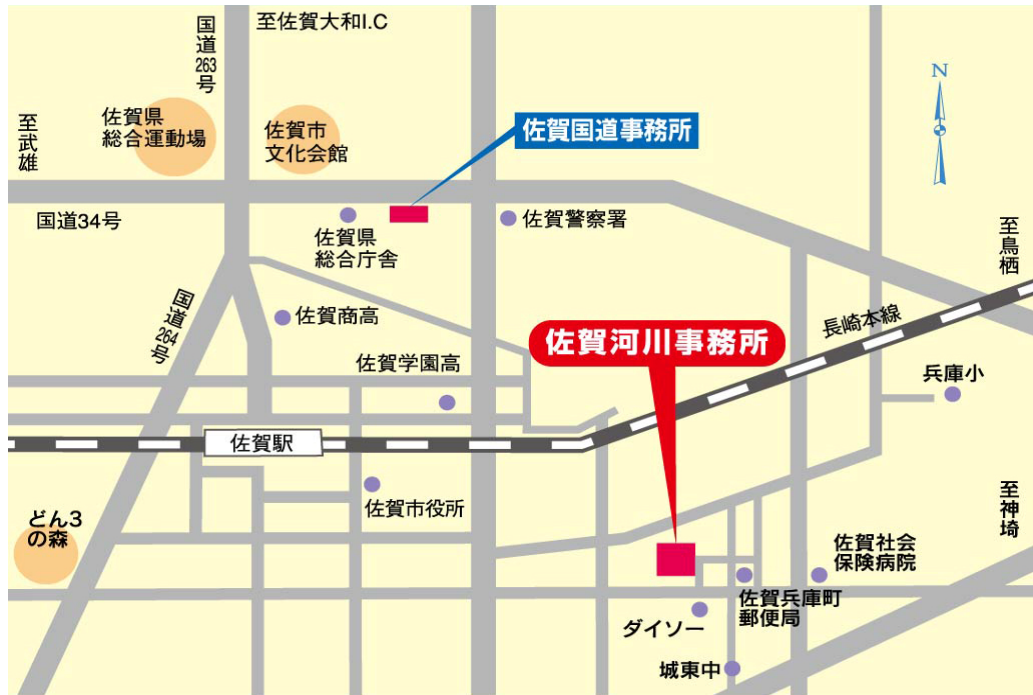 国道263号
至佐賀大和I.C
N
至武雄
佐賀県
総合運動場
佐賀市
文化会館
佐賀国道事務所
国道34号
佐賀県
総合庁舎
佐賀警察署
至鳥栖
国道264号
佐賀商高
長崎本線
佐賀河川事務所
佐賀学園高
兵庫小
佐賀駅
佐賀市役所
至神埼
どん3
の森
佐賀社会
保険病院
佐賀兵庫町
郵便局
ダイソー
城東中